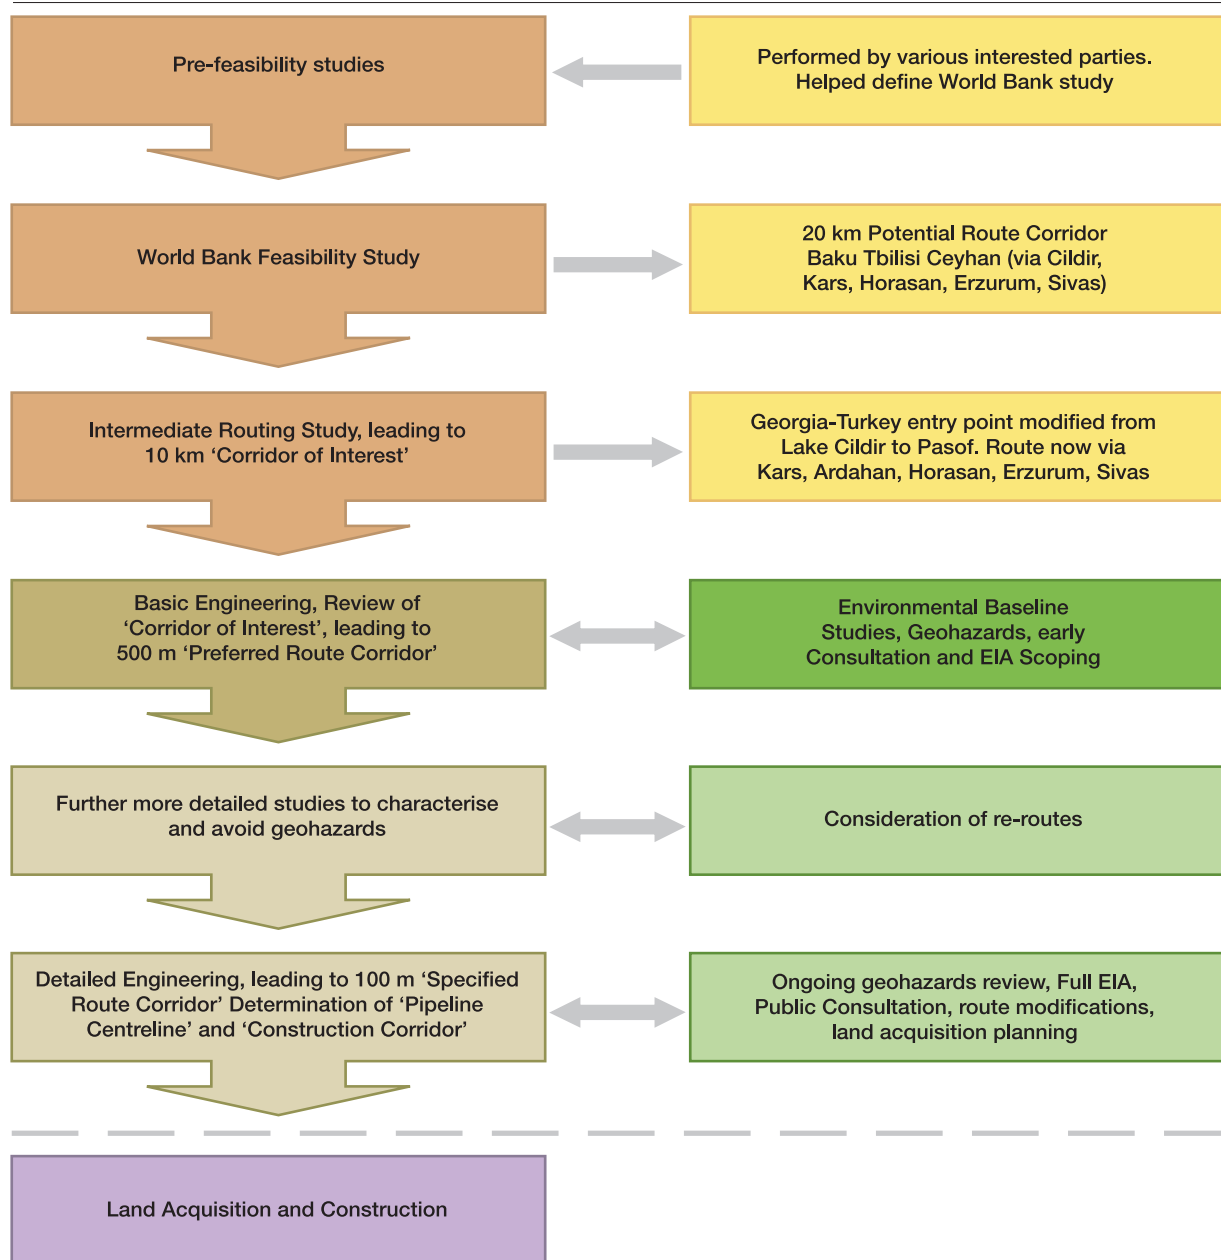 Pre-feasibility studies
Performed by various interested parties.
Helped define World Bank study
World Bank Feasibility Study
20 km Potential Route Corridor
Baku Tbilisi Ceyhan (via Cildir,
Kars, Horasan, Erzurum, Sivas)
Intermediate Routing Study, leading to
10 km ‘Corridor of Interest’
Georgia-Turkey entry point modified from
Lake Cildir to Pasof. Route now via
Kars, Ardahan, Horasan, Erzurum, Sivas
Basic Engineering, Review of
‘Corridor of Interest’, leading to
500 m ‘Preferred Route Corridor’
Environmental Baseline
Studies, Geohazards, early
Consultation and EIA Scoping
Further more detailed studies to characterise
and avoid geohazards
Consideration of re-routes
Detailed Engineering, leading to 100 m ‘Specified
Route Corridor’ Determination of ‘Pipeline
Centreline’ and ‘Construction Corridor’
Ongoing geohazards review, Full EIA,
Public Consultation, route modifications,
land acquisition planning
Land Acquisition and Construction